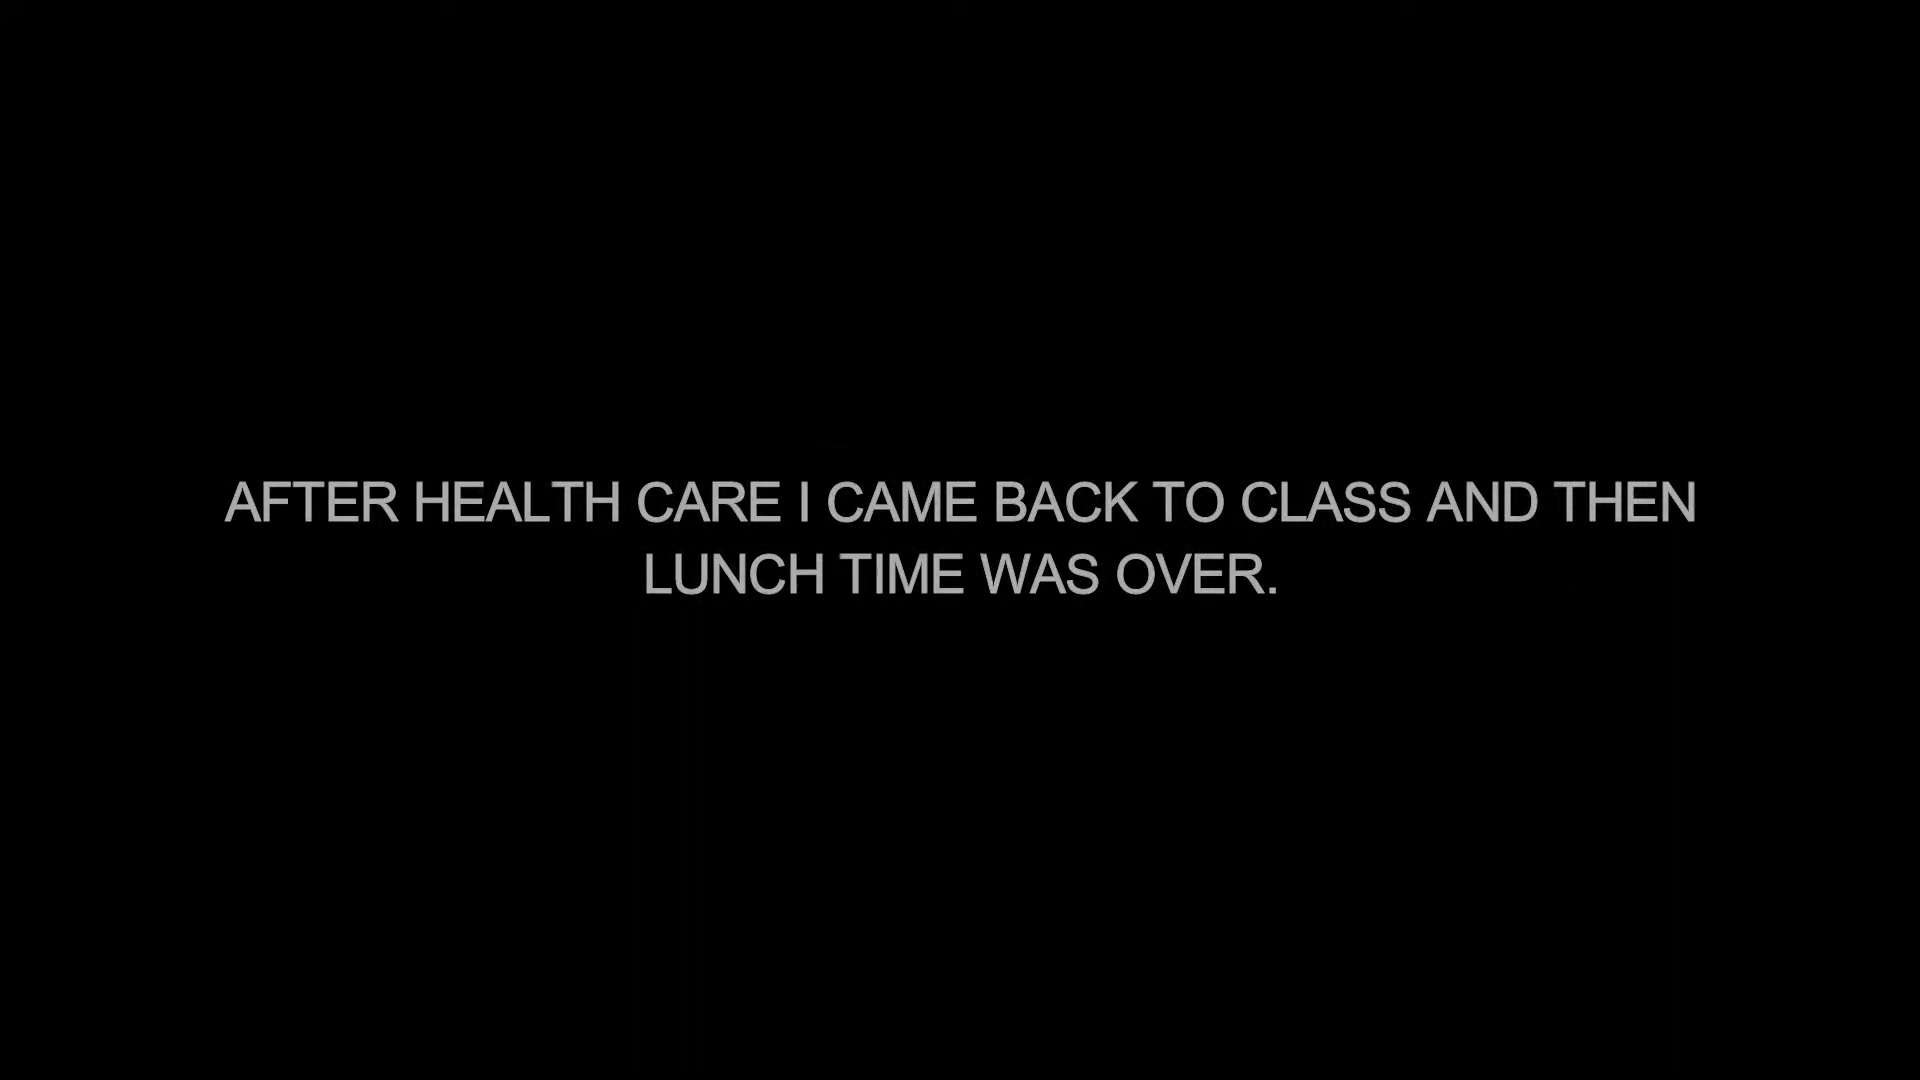 AFTER HEALTH CARE I CAME BACK TO CLASS AND THEN
LUNCH TIME WAS OVER.